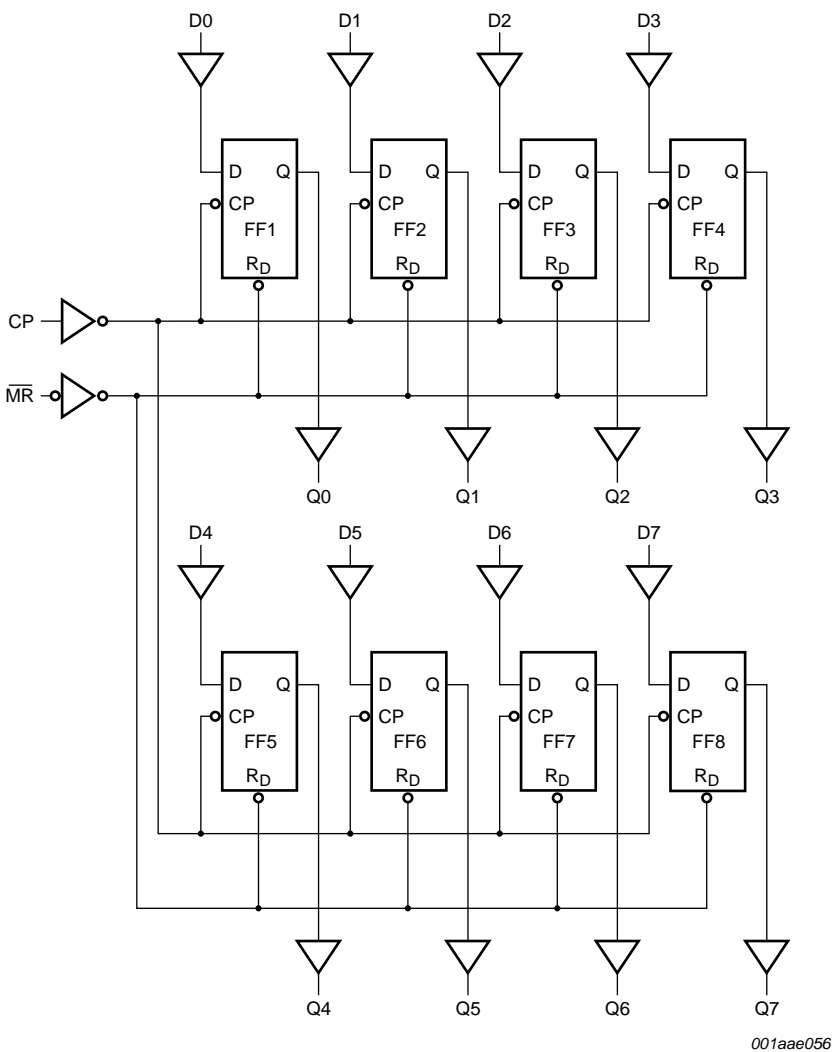 D0 D1 D2 D3
D Q D Q D Q D Q
CP CP CP CP
FF1 FF2 FF3 FF4
RD RD RD RD
CP
M̅R̅
Q0 Q1 Q2 Q3
D4 D5 D6 D7
D Q D Q D Q D Q
CP CP CP CP
FF5 FF6 FF7 FF8
RD RD RD RD
Q4 Q5 Q6 Q7
001aae056